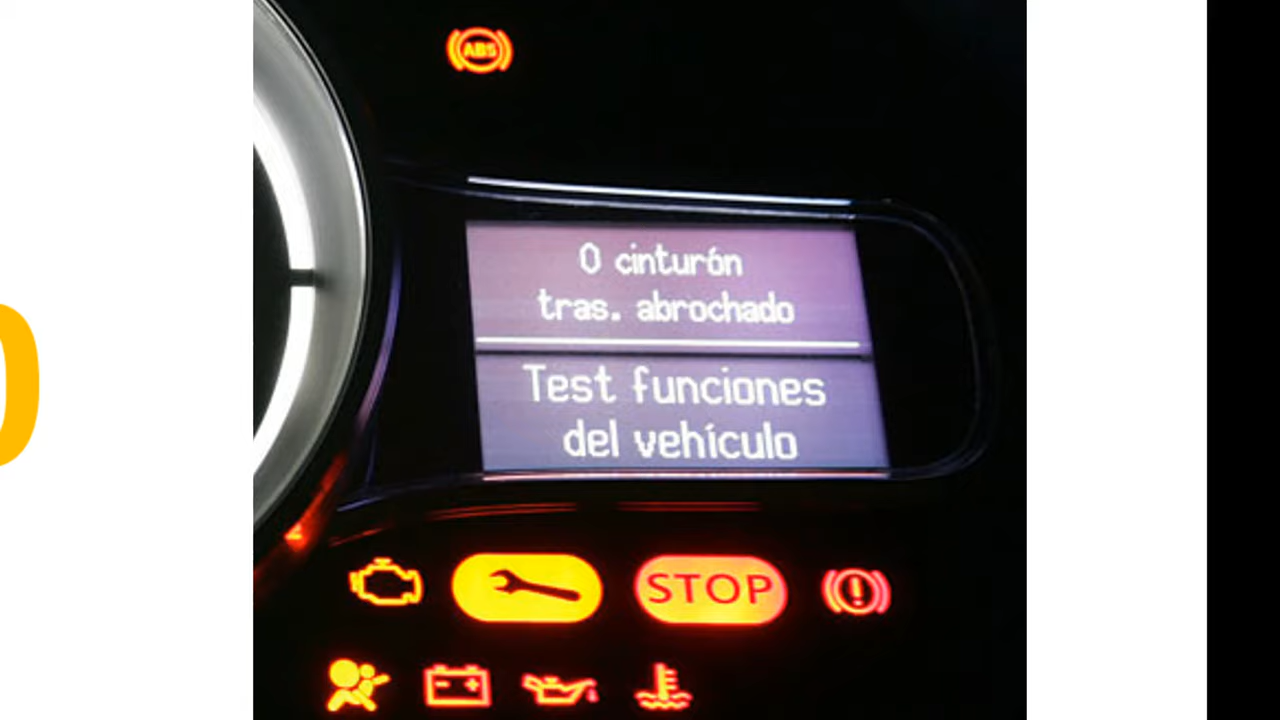 ABS
0 cinturón
tras. abrochado
Test funciones
del vehículo
STOP